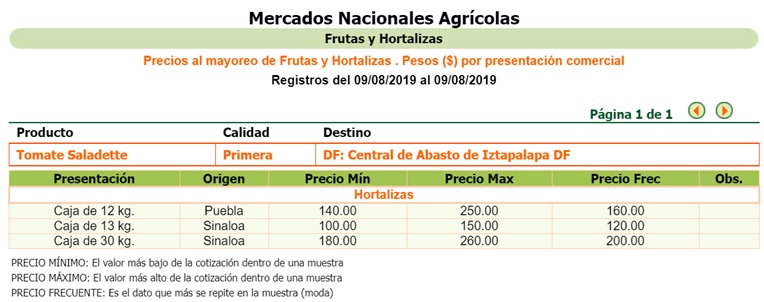 Mercados Nacionales Agrícolas
Frutas y Hortalizas
Precios al mayoreo de Frutas y Hortalizas . Pesos ($) por presentación comercial
Registros del 09/08/2019 al 09/08/2019
Página 1 de 1
Producto Calidad Destino
Tomate Saladette Primera DF: Central de Abasto de Iztapalapa DF
Presentación Origen Precio Mín Precio Max Precio Frec Obs.
Hortalizas
Caja de 12 kg. Puebla 140.00 250.00 160.00
Caja de 13 kg. Sinaloa 100.00 150.00 120.00
Caja de 30 kg. Sinaloa 180.00 260.00 200.00
PRECIO MÍNIMO: El valor más bajo de la cotización dentro de una muestra
PRECIO MÁXIMO: El valor más alto de la cotización dentro de una muestra
PRECIO FRECUENTE: Es el dato que más se repite en la muestra (moda)